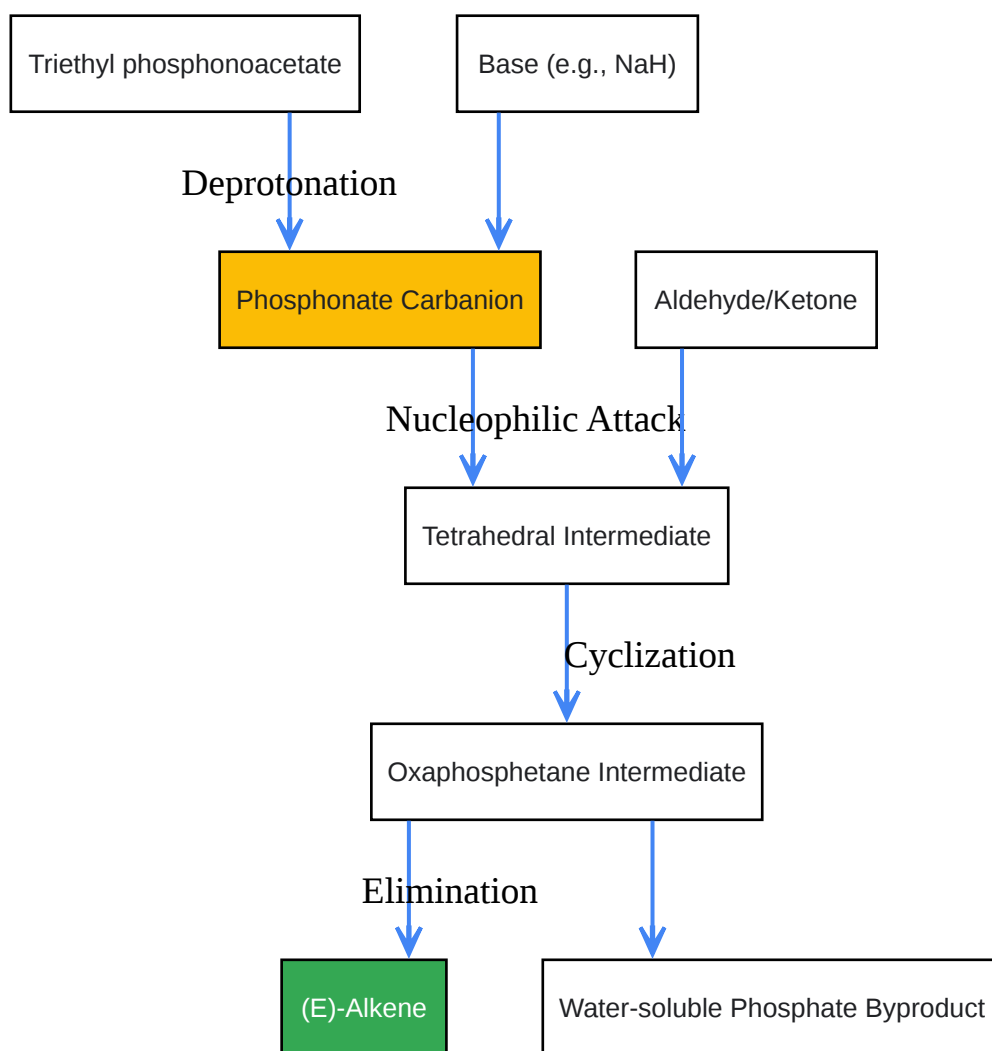 Triethyl phosphonoacetate
Base (e.g., NaH)
Deprotonation
Phosphonate Carbanion
Aldehyde/Ketone
Nucleophilic Attack
Tetrahedral Intermediate
Cyclization
Oxaphosphetane Intermediate
Elimination
(E)-Alkene
Water-soluble Phosphate Byproduct